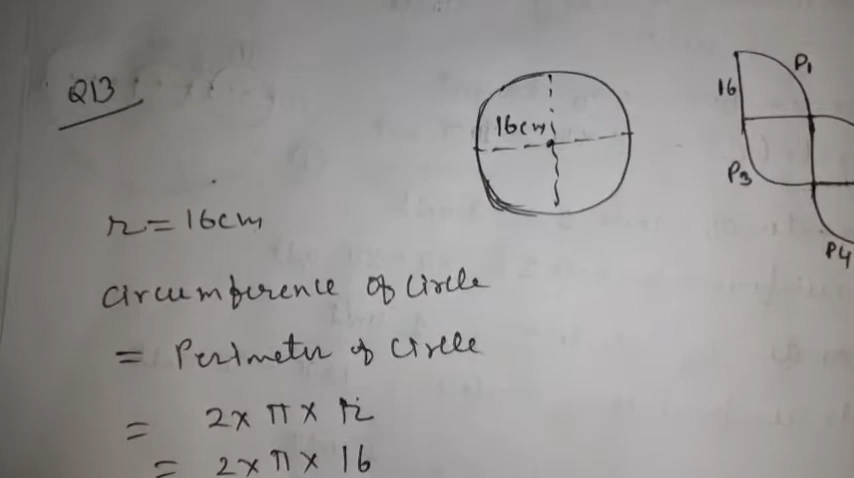 Q13
16cm
16
P1
P3
P4
r=16cm
circumference of circle
= Perimeter of circle
= 2×π×r
= 2×π×16